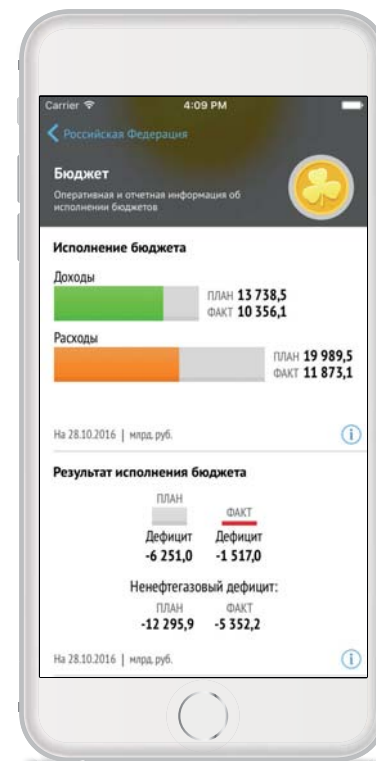 Carrier 4:09 PM
Российская Федерация
Бюджет
Оперативная и отчетная информация об
исполнении бюджетов
Исполнение бюджета
Доходы
ПЛАН 13 738,5
ФАКТ 10 356,1
Расходы
ПЛАН 19 989,5
ФАКТ 11 873,1
На 28.10.2016 | млрд. руб.
Результат исполнения бюджета
ПЛАН ФАКТ
Дефицит Дефицит
-6 251,0 -1 517,0
Ненефтегазовый дефицит:
ПЛАН ФАКТ
-12 295,9 -5 352,2
На 28.10.2016 | млрд. руб.